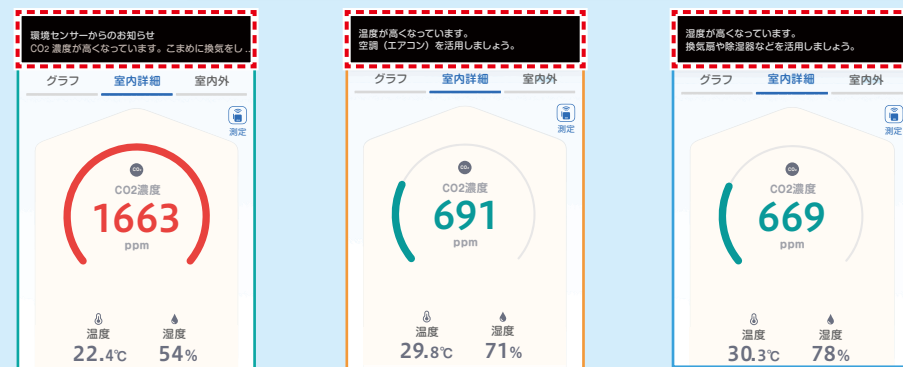 環境センサーからのお知らせ
CO2 濃度が高くなっています。こまめに換気をし...
グラフ
室内詳細
室内外
測定
CO₂
CO2濃度
1663
ppm
温度
湿度
22.4℃
54%
温度が高くなっています。
空調（エアコン）を活用しましょう。
グラフ
室内詳細
室内外
測定
CO₂
CO2濃度
691
ppm
温度
湿度
29.8℃
71%
湿度が高くなっています。
換気扇や除湿器などを活用しましょう。
グラフ
室内詳細
室内外
測定
CO₂
CO2濃度
669
ppm
温度
湿度
30.3℃
78%